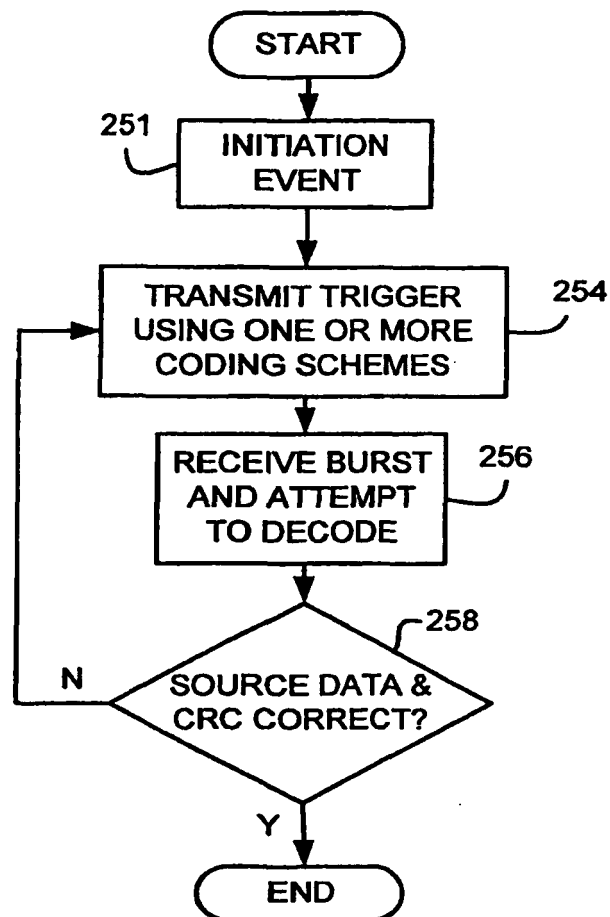 START
251
INITIATION
EVENT
TRANSMIT TRIGGER
USING ONE OR MORE
CODING SCHEMES
254
RECEIVE BURST
AND ATTEMPT
TO DECODE
256
258
SOURCE DATA &
CRC CORRECT?
N
Y
END